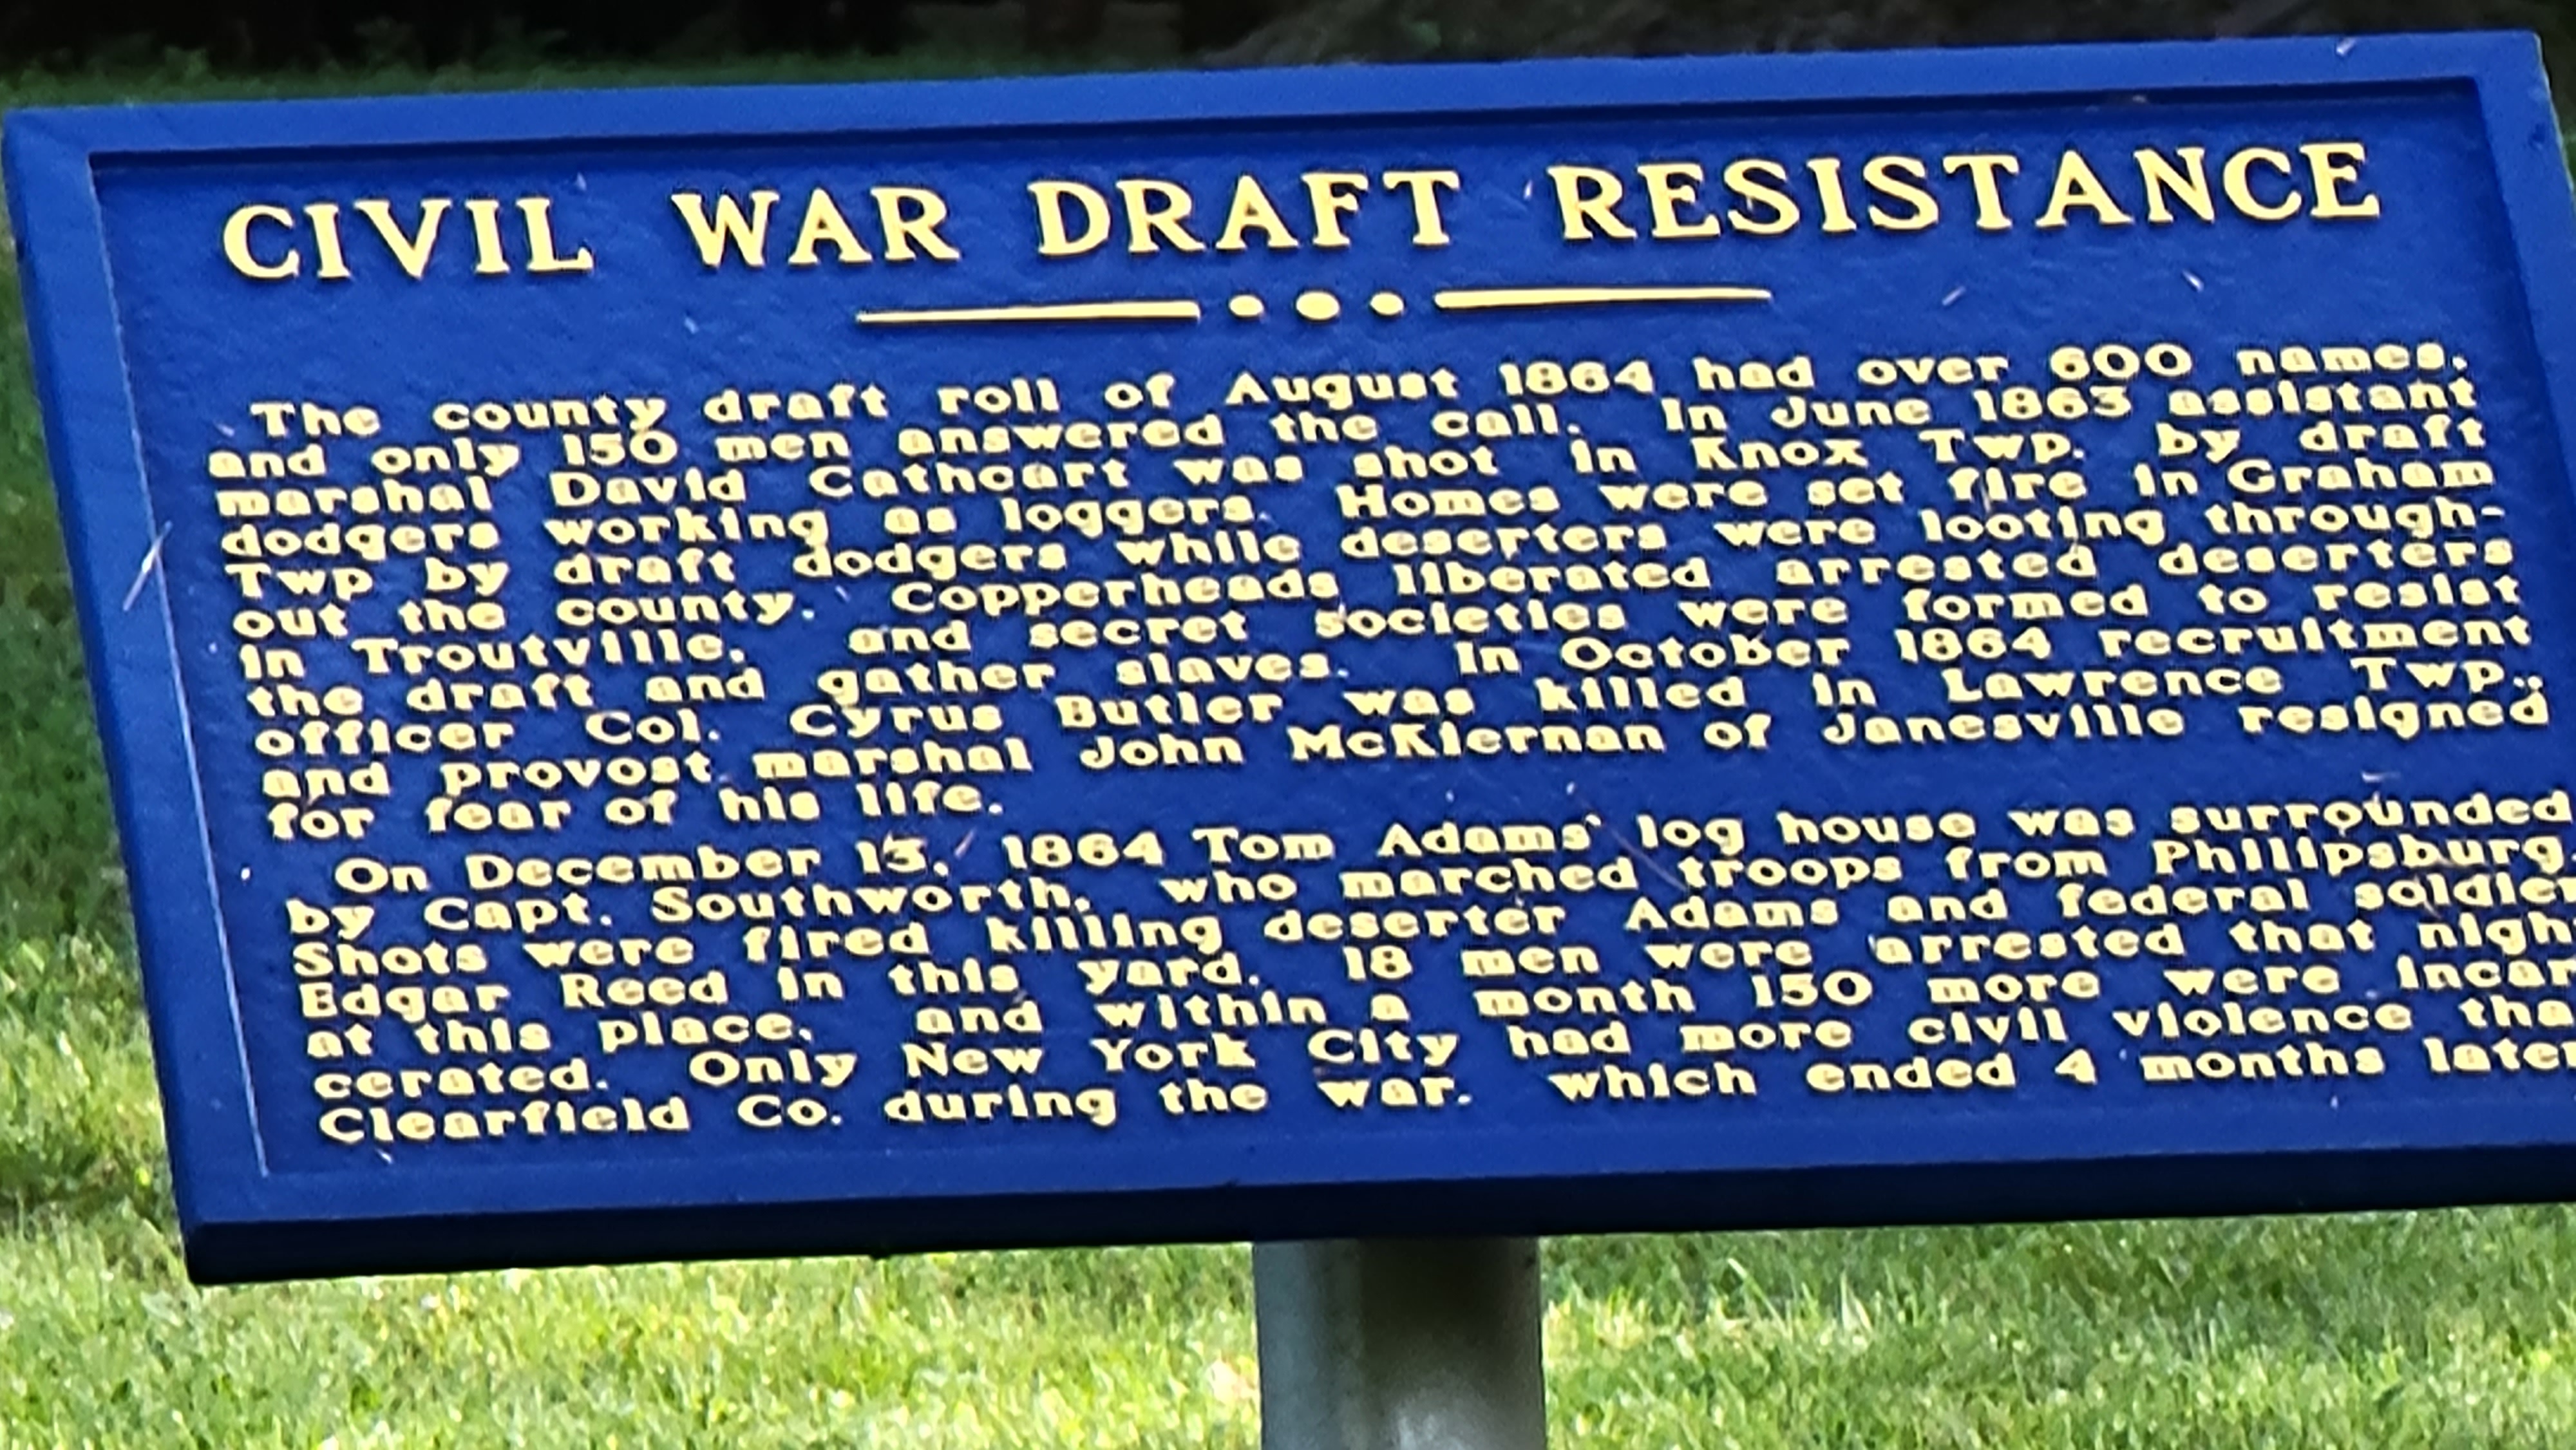 CIVIL WAR DRAFT RESISTANCE
The county draft roll of August 1864 had over 600 names,
and only 150 men answered the call. In June 1863 assistant
marshal David Cathcart was shot in Knox Twp. by draft
dodgers working as loggers. Homes were set fire in Graham
Twp by draft dodgers while deserters were looting through-
out the county. Copperheads liberated arrested deserters
in Troutville, and secret societies were formed to resist
the draft and gather slaves. In October 1864 recruitment
officer Col. Cyrus Butler was killed in Lawrence Twp.,
and provost marshal John McKiernan of Janesville resigned
for fear of his life.
On December 13, 1864 Tom Adams' log house was surrounded
by Capt. Southworth, who marched troops from Philipsburg.
Shots were fired killing deserter Adams and federal soldier
Edgar Reed in this yard. 18 men were arrested that nigh
at this place, and within a month 150 more were incar
cerated. Only New York City had more civil violence tha
Clearfield Co. during the war, which ended 4 months later